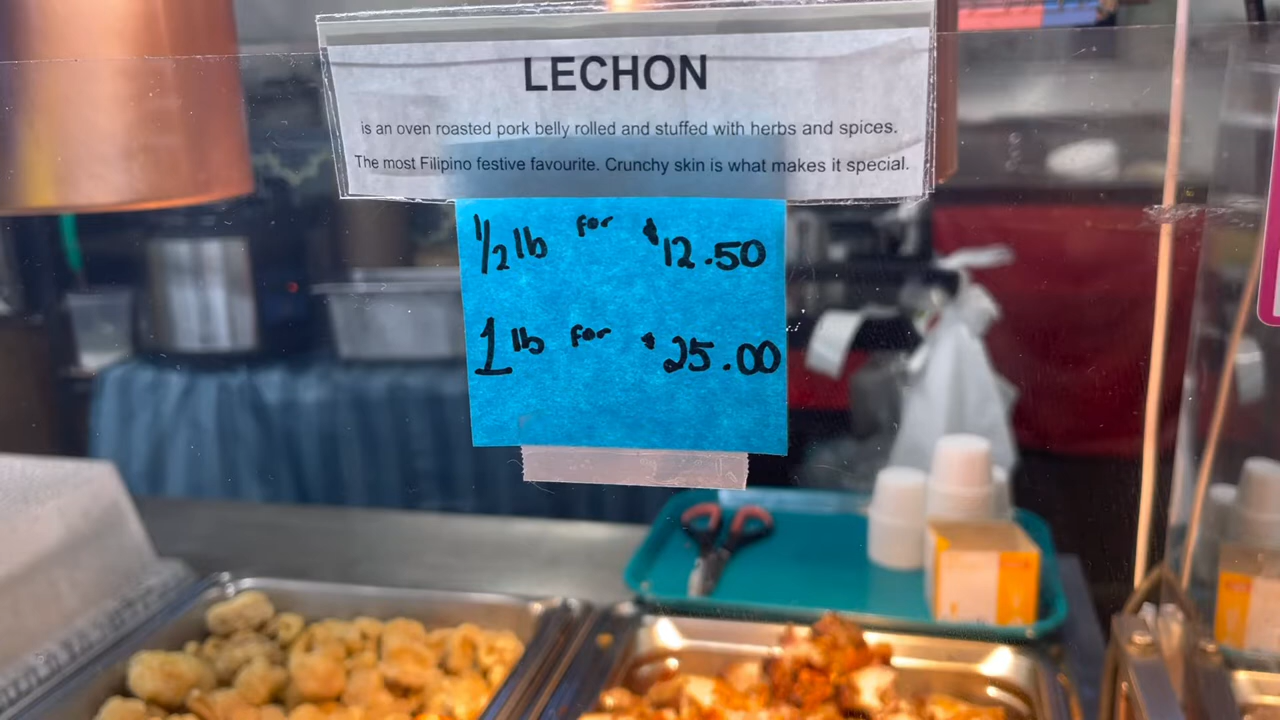 LECHON
is an oven roasted pork belly rolled and stuffed with herbs and spices.
The most Filipino festive favourite. Crunchy skin is what makes it special.
1/2 lb for $12.50
1 lb for $25.00